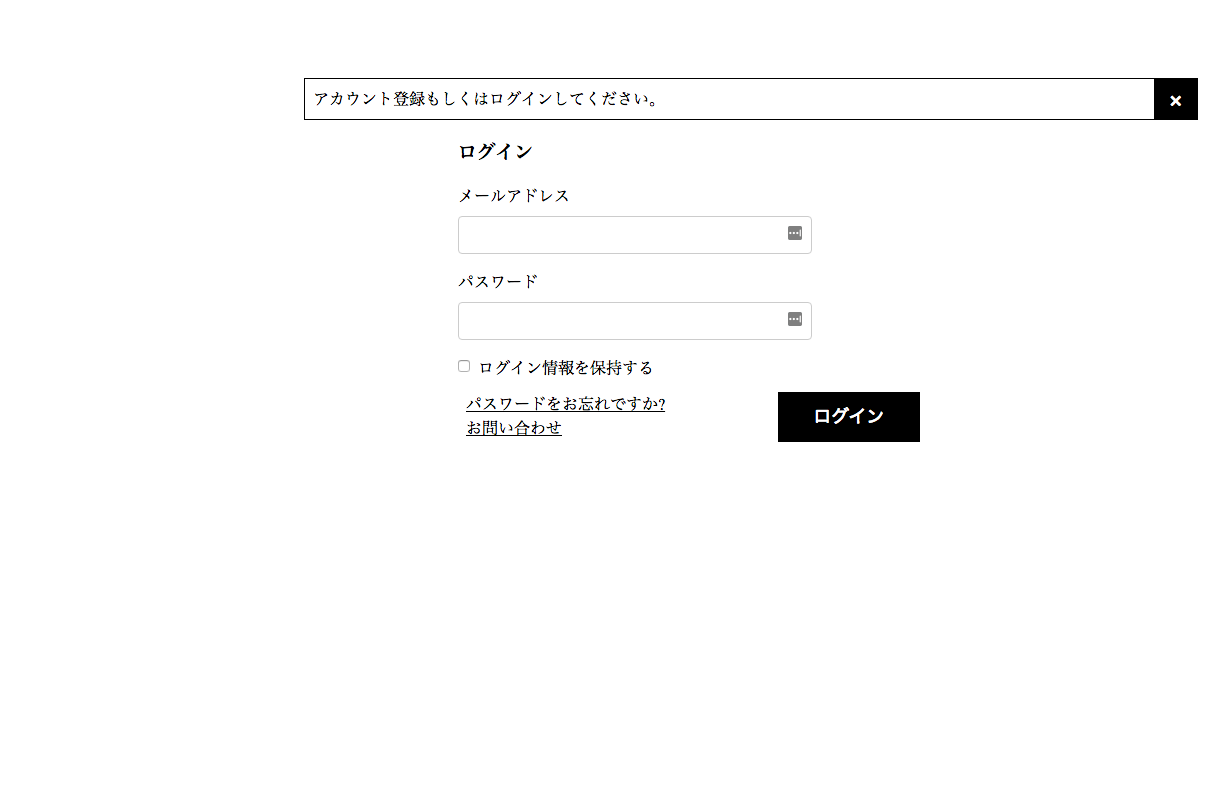 アカウント登録もしくはログインしてください。
×
ログイン
メールアドレス
パスワード
ログイン情報を保持する
パスワードをお忘れですか?
お問い合わせ
ログイン